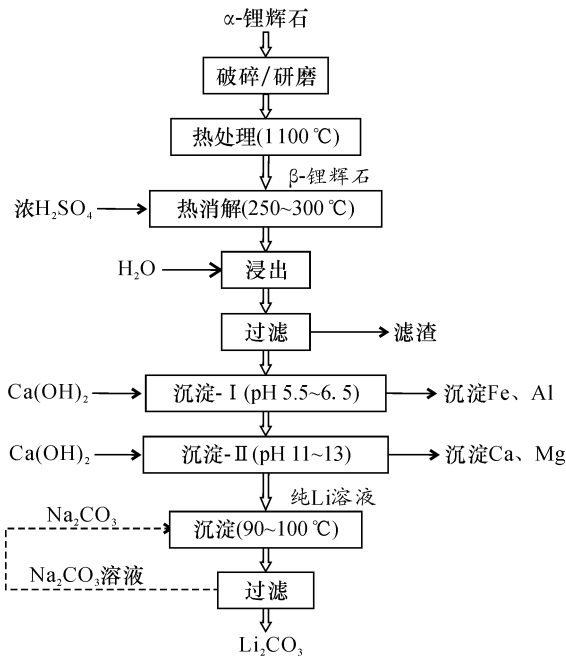 α-锂辉石
破碎/研磨
热处理(1100℃)
β-锂辉石
浓H₂SO₄
热消解(250~300℃)
H₂O
浸出
过滤
滤渣
Ca(OH)₂
沉淀-Ⅰ(pH 5.5~6.5)
沉淀Fe、Al
Ca(OH)₂
沉淀-Ⅱ(pH 11~13)
沉淀Ca、Mg
纯Li溶液
Na₂CO₃
沉淀(90~100℃)
Na₂CO₃溶液
过滤
Li₂CO₃